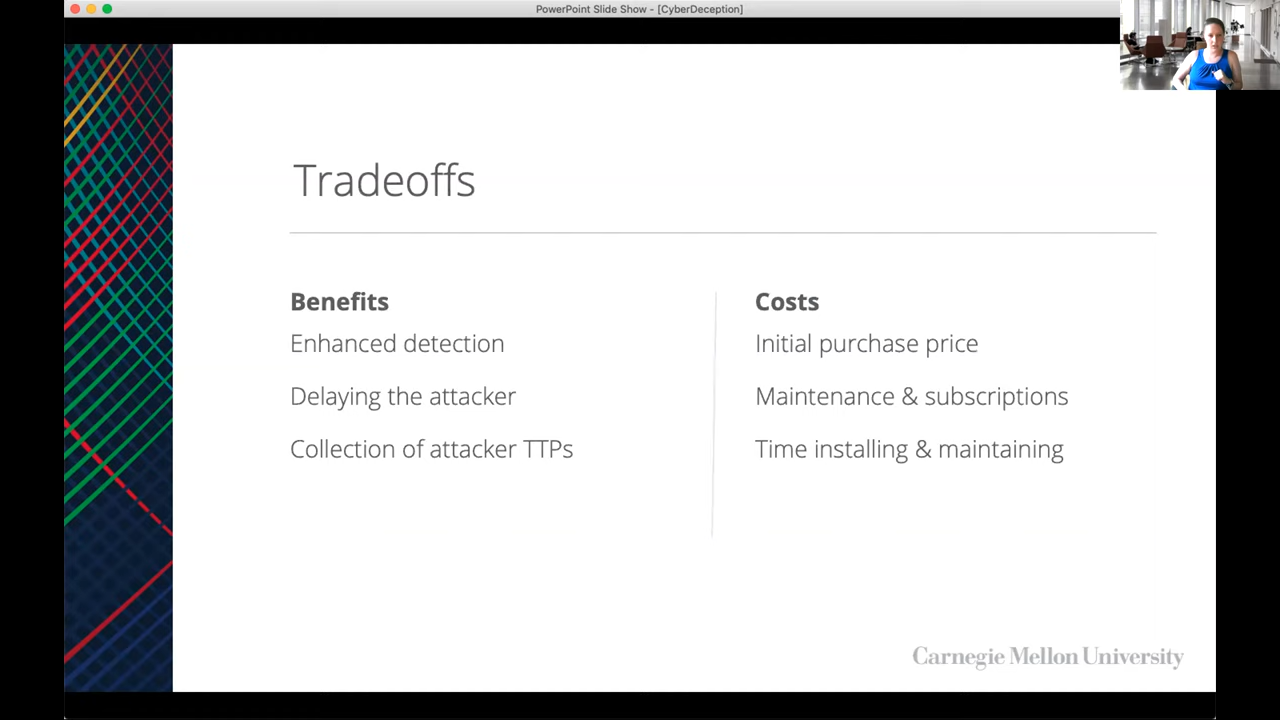 PowerPoint Slide Show - [CyberDeception]
Tradeoffs
Benefits
Enhanced detection
Delaying the attacker
Collection of attacker TTPs
Costs
Initial purchase price
Maintenance & subscriptions
Time installing & maintaining
Carnegie Mellon University